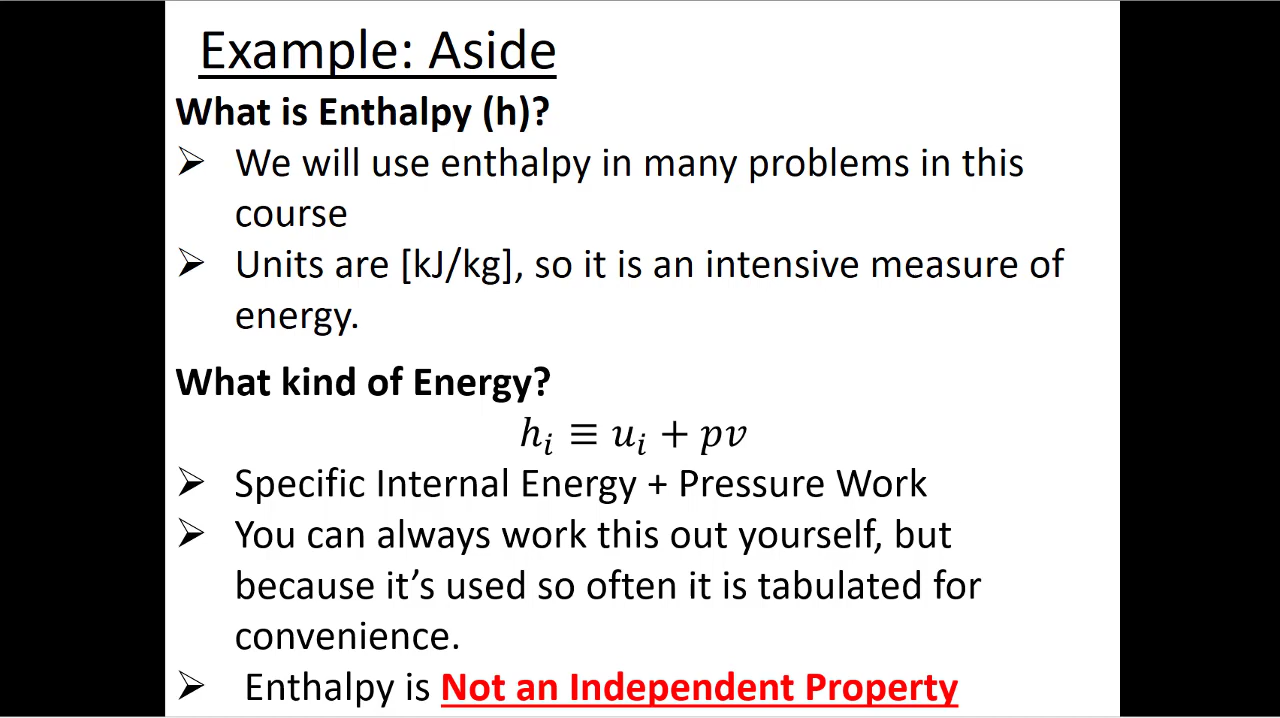 Example: Aside
What is Enthalpy (h)?
➢ We will use enthalpy in many problems in this
course
➢ Units are [kJ/kg], so it is an intensive measure of
energy.
What kind of Energy?
ℎ𝑖 ≡ 𝑢𝑖 + 𝑝𝑣
➢ Specific Internal Energy + Pressure Work
➢ You can always work this out yourself, but
because it’s used so often it is tabulated for
convenience.
➢ Enthalpy is Not an Independent Property